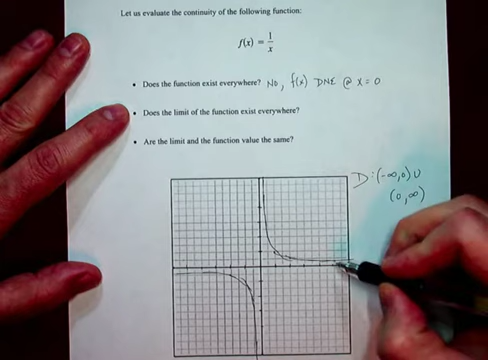 Let us evaluate the continuity of the following function:
f(x) = 1/x
• Does the function exist everywhere? No, f(x) DNE @ x = 0
• Does the limit of the function exist everywhere?
• Are the limit and the function value the same?
D: (-∞,0) ∪
(0,∞)